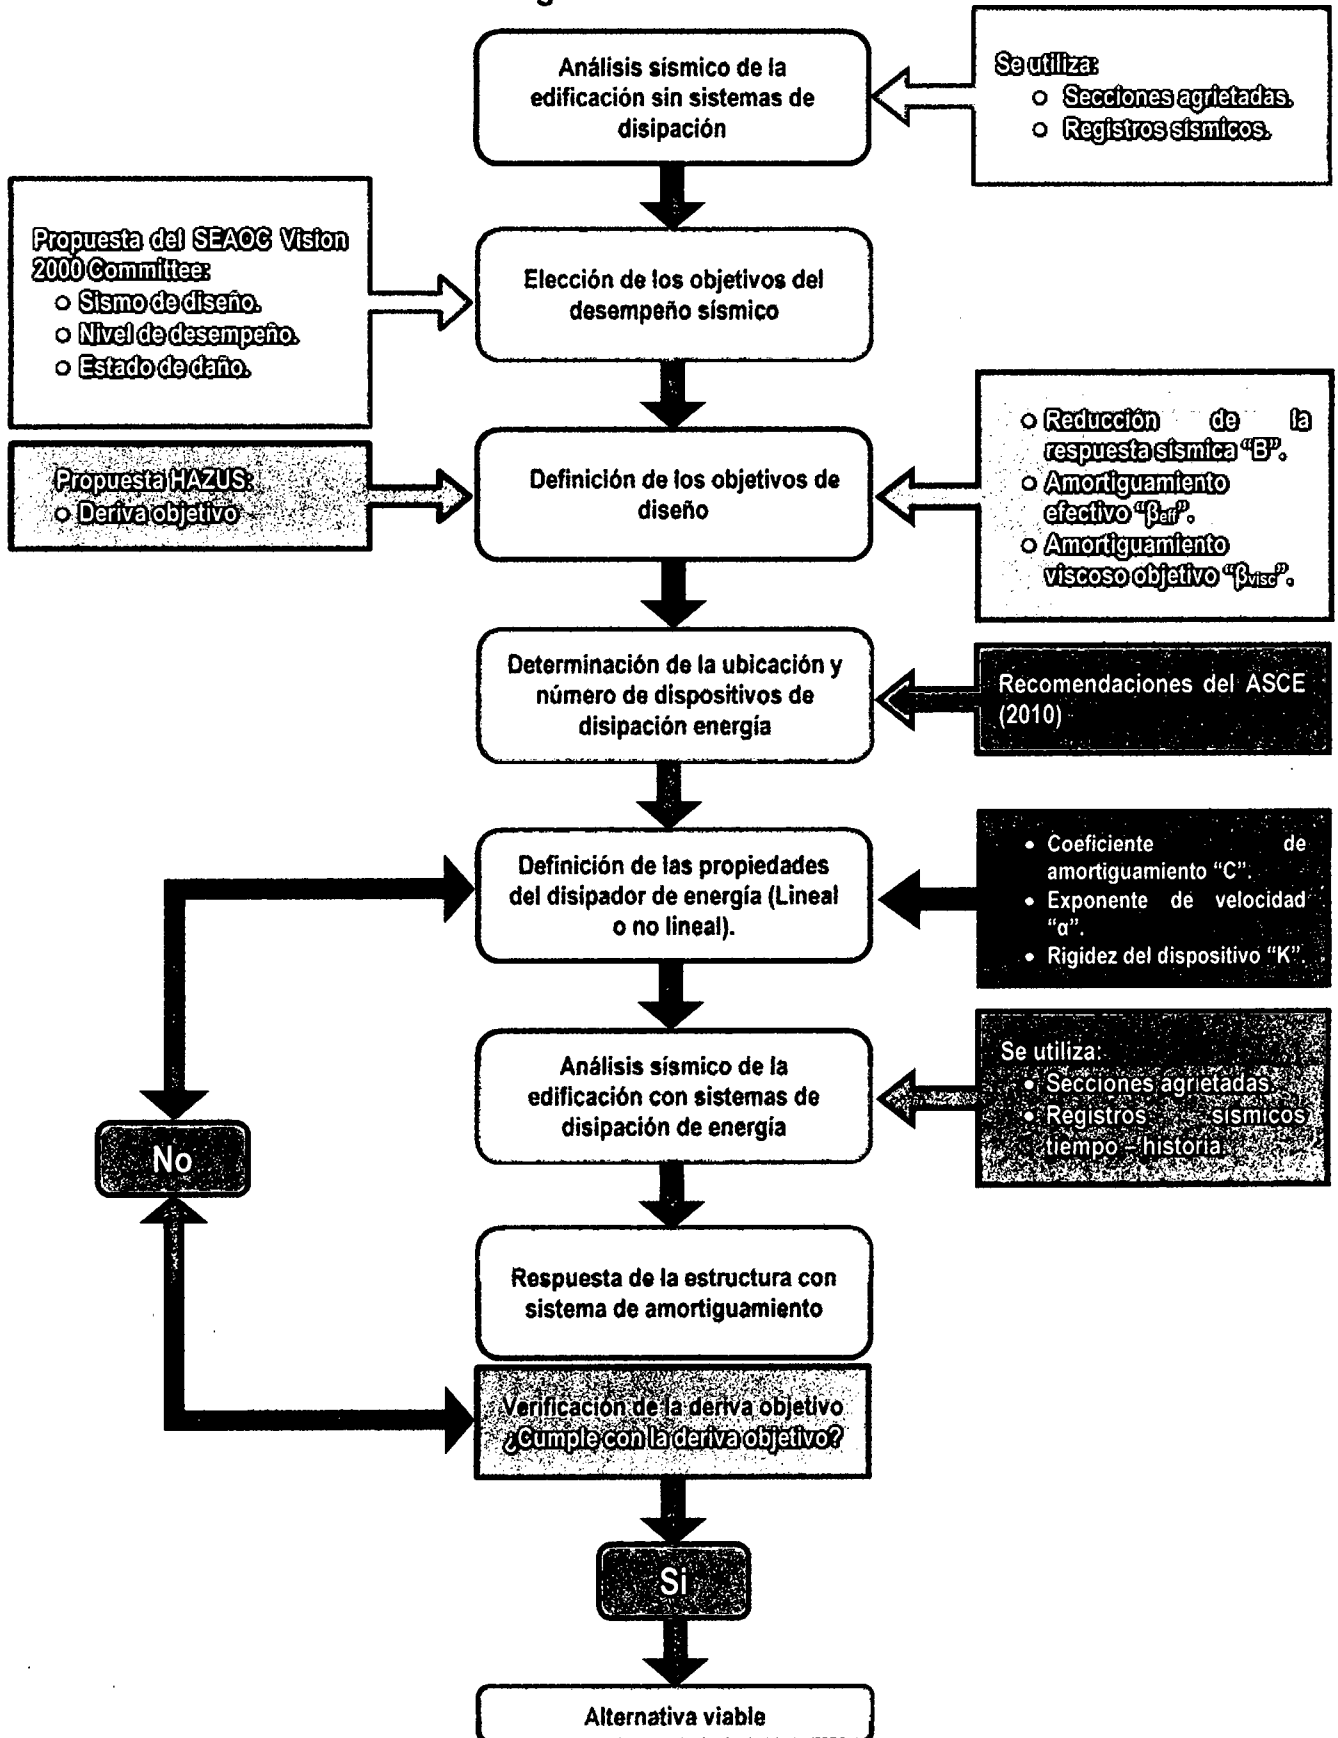 Análisis sísmico de la
edificación sin sistemas de
disipación
Se utiliza:
o Secciones agrietadas.
o Registros sísmicos.
Propuesta del SEAOC Vision
2000 Committee:
o Sismo de diseño.
o Nivel de desempeño.
o Estado de daño.
Elección de los objetivos del
desempeño sísmico
Propuesta HAZUS:
o Deriva objetivo
Definición de los objetivos de
diseño
o Reducción de la
respuesta sísmica “B”.
o Amortiguamiento
efectivo “βeff”.
o Amortiguamiento
viscoso objetivo “βvisc”.
Determinación de la ubicación y
número de dispositivos de
disipación energía
Recomendaciones del ASCE
(2010)
Definición de las propiedades
del disipador de energía (Lineal
o no lineal).
• Coeficiente de
amortiguamiento “C”.
• Exponente de velocidad
“α”.
• Rigidez del dispositivo “K”.
Análisis sísmico de la
edificación con sistemas de
disipación de energía
Se utiliza:
• Secciones agrietadas.
• Registros sísmicos
tiempo – historia.
No
Respuesta de la estructura con
sistema de amortiguamiento
Verificación de la deriva objetivo
¿Cumple con la deriva objetivo?
Si
Alternativa viable